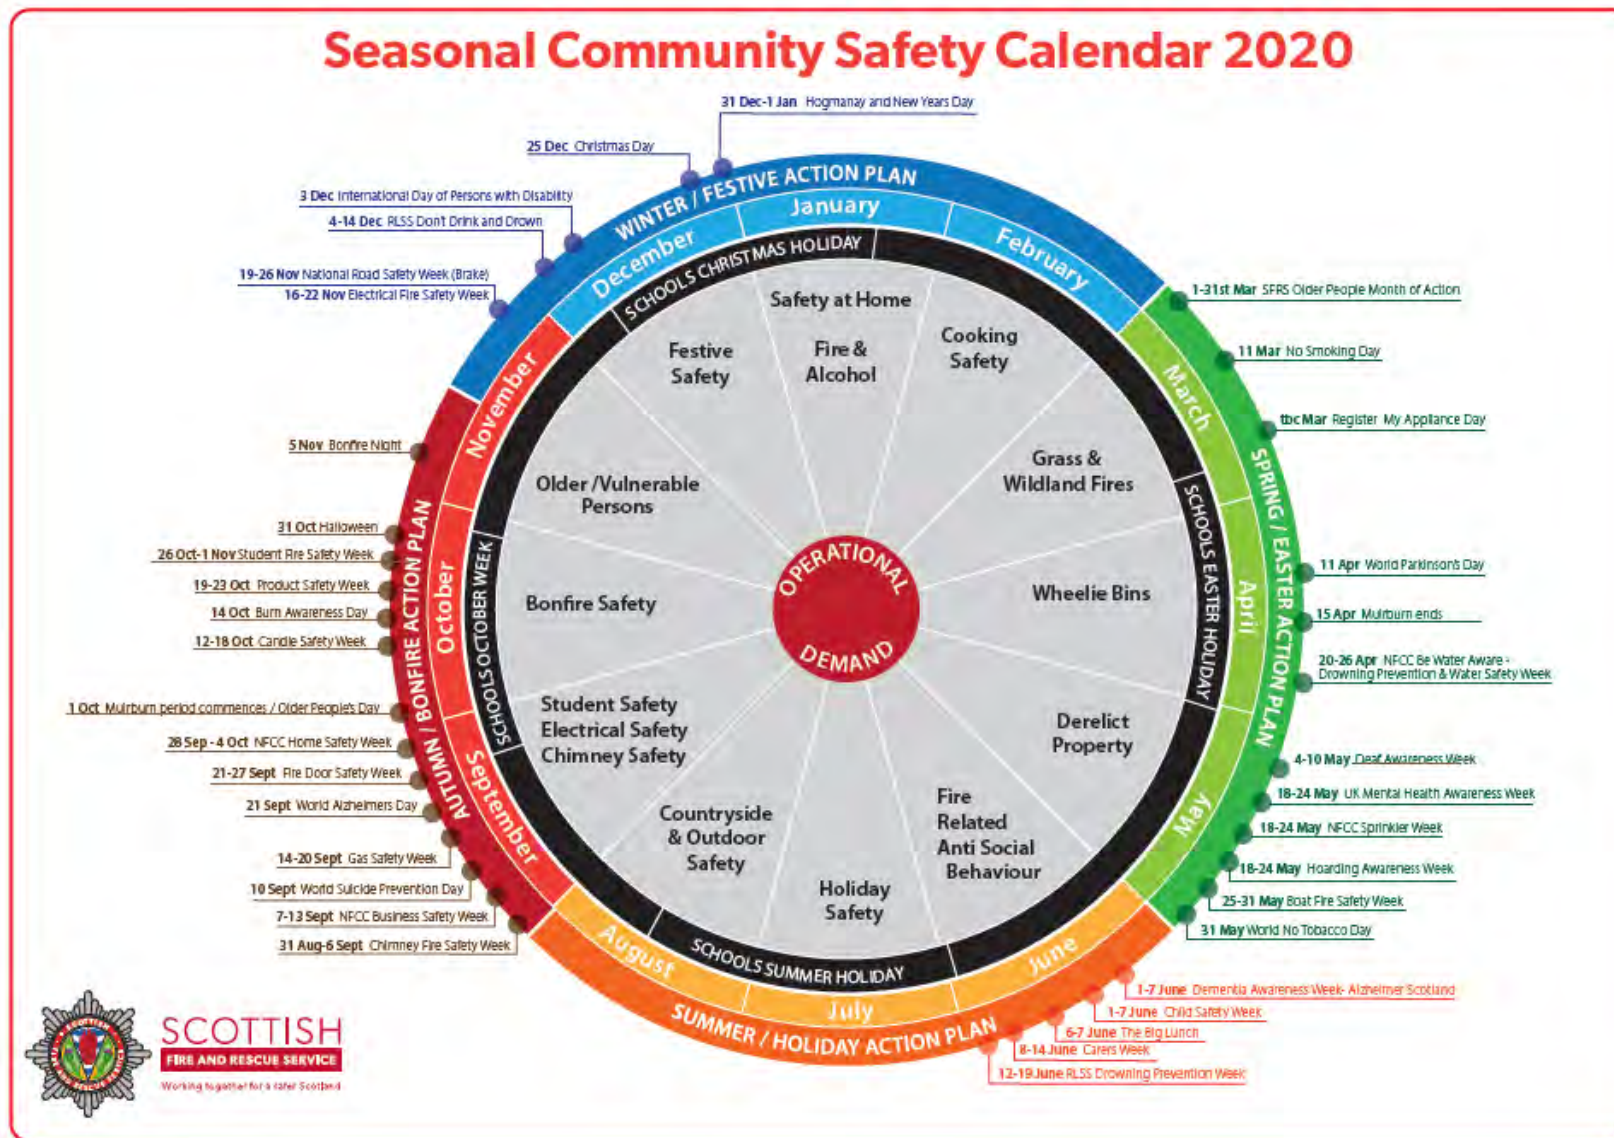 Seasonal Community Safety Calendar 2020
31 Dec-1 Jan Hogmanay and New Years Day
25 Dec Christmas Day
3 Dec International Day of Persons with Disability
4-14 Dec RLSS Don't Drink and Drown
19-26 Nov National Road Safety Week (Brake)
16-22 Nov Electrical Fire Safety Week
5 Nov Bonfire Night
31 Oct Halloween
26 Oct-1 Nov Student Fire Safety Week
19-23 Oct Product Safety Week
14 Oct Burn Awareness Day
12-18 Oct Candle Safety Week
1 Oct Muirburn period commences / Older People's Day
28 Sep - 4 Oct NFCC Home Safety Week
21-27 Sept Fire Door Safety Week
21 Sept World Alzheimers Day
14-20 Sept Gas Safety Week
10 Sept World Suicide Prevention Day
7-13 Sept NFCC Business Safety Week
31 Aug-6 Sept Chimney Fire Safety Week
WINTER / FESTIVE ACTION PLAN
December
January
February
SCHOOLS CHRISTMAS HOLIDAY
SPRING / EASTER ACTION PLAN
March
April
May
SCHOOLS EASTER HOLIDAY
SUMMER / HOLIDAY ACTION PLAN
June
July
August
SCHOOLS SUMMER HOLIDAY
AUTUMN / BONFIRE ACTION PLAN
September
October
November
SCHOOLS OCTOBER WEEK
Safety at Home
Fire &
Alcohol
Cooking
Safety
Grass &
Wildland Fires
Wheelie Bins
Derelict
Property
Fire
Related
Anti Social
Behaviour
Holiday
Safety
Countryside
& Outdoor
Safety
Student Safety
Electrical Safety
Chimney Safety
Bonfire Safety
Older /Vulnerable
Persons
Festive
Safety
OPERATIONAL
DEMAND
1-31st Mar SFRS Older People Month of Action
11 Mar No Smoking Day
tbc Mar Register My Appliance Day
11 Apr World Parkinson's Day
15 Apr Muirburn ends
20-26 Apr NFCC Be Water Aware -
Drowning Prevention & Water Safety Week
4-10 May Deaf Awareness Week
18-24 May UK Mental Health Awareness Week
18-24 May NFCC Sprinkler Week
18-24 May Hoarding Awareness Week
25-31 May Boat Fire Safety Week
31 May World No Tobacco Day
1-7 June Dementia Awareness Week- Alzheimer Scotland
1-7 June Child Safety Week
6-7 June The Big Lunch
8-14 June Carers Week
12-19 June RLSS Drowning Prevention Week
SCOTTISH
FIRE AND RESCUE SERVICE
Working together for a safer Scotland